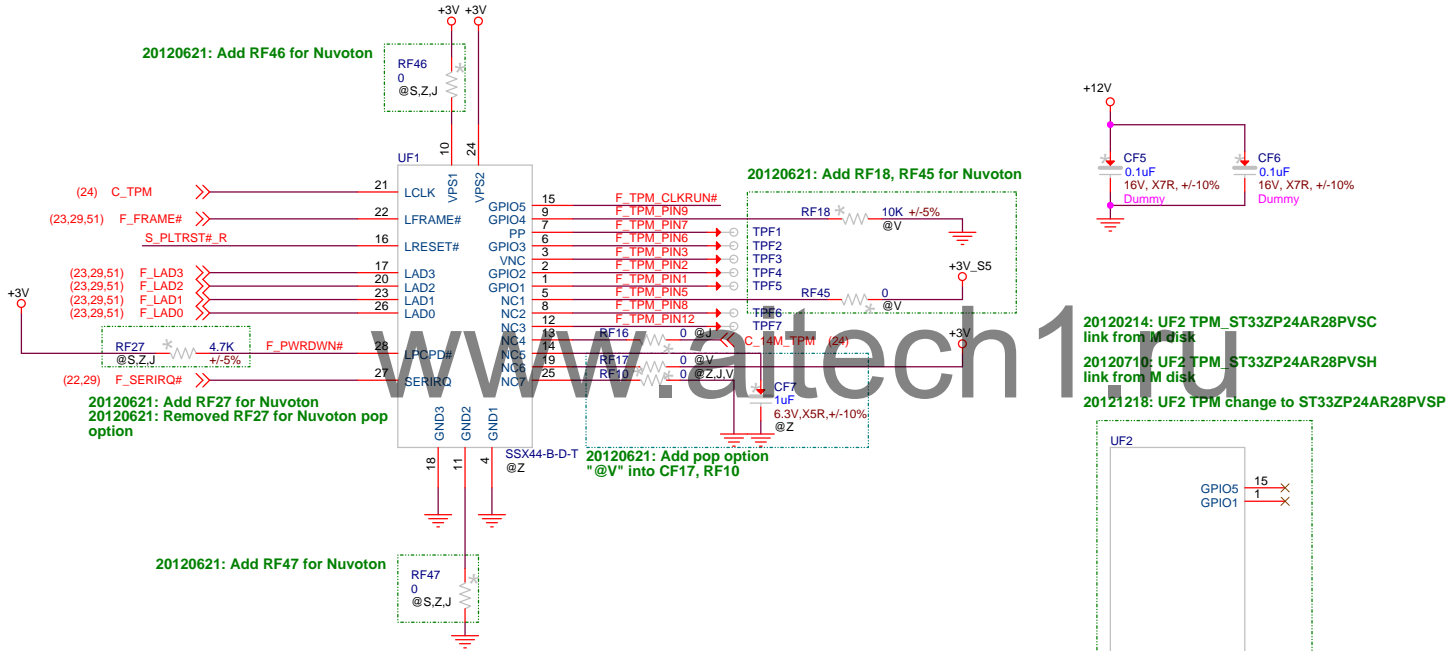 +3V +3V
20120621: Add RF46 for Nuvoton
RF46
0
@S,Z,J
10
24
UF1
VPS1
VPS2
(24) C_TPM
21 LCLK
(23,29,51) F_FRAME#
22 LFRAME#
S_PLTRST#_R
16 LRESET#
(23,29,51) F_LAD3 17 LAD3
(23,29,51) F_LAD2 20 LAD2
(23,29,51) F_LAD1 23 LAD1
(23,29,51) F_LAD0 26 LAD0
+3V
RF27 4.7K F_PWRDWN# 28 LPCPD#
@S,Z,J +/-5%
(22,29) F_SERIRQ# 27 SERIRQ
20120621: Add RF27 for Nuvoton
20120621: Removed RF27 for Nuvoton pop
option
GPIO5 15 F_TPM_CLKRUN#
GPIO4 9 F_TPM_PIN9
PP 7 F_TPM_PIN7 TPF1
GPIO3 6 F_TPM_PIN6 TPF2
VNC 3 F_TPM_PIN3 TPF3
GPIO2 2 F_TPM_PIN2 TPF4
GPIO1 1 F_TPM_PIN1 TPF5
NC1 5 F_TPM_PIN5
NC2 8 F_TPM_PIN8 TPF6
NC3 12 F_TPM_PIN12 TPF7
NC4 13 RF16 0 @J C_14M_TPM (24)
NC5 14
NC6 19 RF17 0 @V
NC7 25 RF10 0 @Z,J,V
20120621: Add RF18, RF45 for Nuvoton
RF18 10K +/-5%
@V
+3V_S5
RF45 0
@V
+3V
CF7
1uF
6.3V,X5R,+/-10%
@Z
GND3
GND2
GND1
18
11
4
SSX44-B-D-T
@Z
20120621: Add pop option
"@V" into CF17, RF10
20120621: Add RF47 for Nuvoton
RF47
0
@S,Z,J
+12V
CF5
0.1uF
16V, X7R, +/-10%
Dummy
CF6
0.1uF
16V, X7R, +/-10%
Dummy
20120214: UF2 TPM_ST33ZP24AR28PVSC
link from M disk
20120710: UF2 TPM_ST33ZP24AR28PVSH
link from M disk
20121218: UF2 TPM change to ST33ZP24AR28PVSP
UF2
GPIO5 15
GPIO1 1
www.aitech1.ru